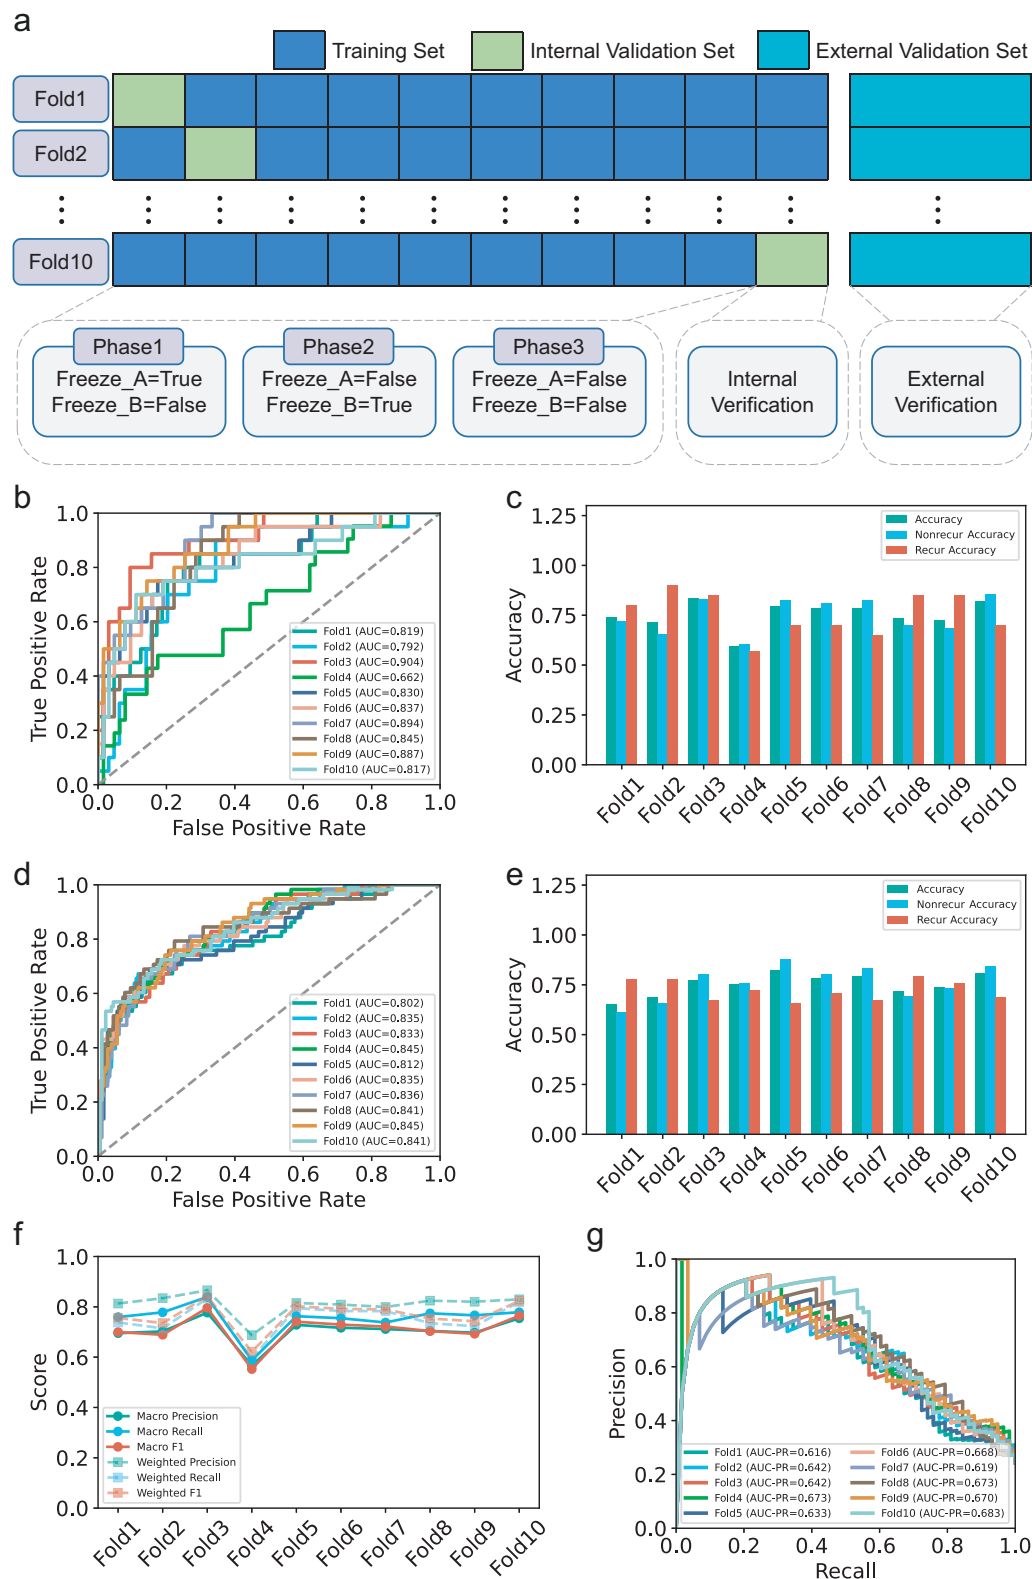 a
Training Set
Internal Validation Set
External Validation Set
Fold1
Fold2
Fold10
Phase1
Freeze_A=True
Freeze_B=False
Phase2
Freeze_A=False
Freeze_B=True
Phase3
Freeze_A=False
Freeze_B=False
Internal
Verification
External
Verification
b
True Positive Rate
1.0
0.8
0.6
0.4
0.2
0.0
Fold1 (AUC=0.819)
Fold2 (AUC=0.792)
Fold3 (AUC=0.904)
Fold4 (AUC=0.662)
Fold5 (AUC=0.830)
Fold6 (AUC=0.837)
Fold7 (AUC=0.894)
Fold8 (AUC=0.845)
Fold9 (AUC=0.887)
Fold10 (AUC=0.817)
0.0 0.2 0.4 0.6 0.8 1.0
False Positive Rate
c
Accuracy
1.25
1.00
0.75
0.50
0.25
0.00
Accuracy
Nonrecur Accuracy
Recur Accuracy
Fold1 Fold2 Fold3 Fold4 Fold5 Fold6 Fold7 Fold8 Fold9 Fold10
d
True Positive Rate
1.0
0.8
0.6
0.4
0.2
0.0
Fold1 (AUC=0.802)
Fold2 (AUC=0.835)
Fold3 (AUC=0.833)
Fold4 (AUC=0.845)
Fold5 (AUC=0.812)
Fold6 (AUC=0.835)
Fold7 (AUC=0.836)
Fold8 (AUC=0.841)
Fold9 (AUC=0.845)
Fold10 (AUC=0.841)
0.0 0.2 0.4 0.6 0.8 1.0
False Positive Rate
e
Accuracy
1.25
1.00
0.75
0.50
0.25
0.00
Accuracy
Nonrecur Accuracy
Recur Accuracy
Fold1 Fold2 Fold3 Fold4 Fold5 Fold6 Fold7 Fold8 Fold9 Fold10
f
Score
1.0
0.8
0.6
0.4
0.2
0.0
Macro Precision
Macro Recall
Macro F1
Weighted Precision
Weighted Recall
Weighted F1
Fold1 Fold2 Fold3 Fold4 Fold5 Fold6 Fold7 Fold8 Fold9 Fold10
g
Precision
1.0
0.8
0.6
0.4
0.2
0.0
Fold1 (AUC-PR=0.616)
Fold2 (AUC-PR=0.642)
Fold3 (AUC-PR=0.642)
Fold4 (AUC-PR=0.673)
Fold5 (AUC-PR=0.633)
Fold6 (AUC-PR=0.668)
Fold7 (AUC-PR=0.619)
Fold8 (AUC-PR=0.673)
Fold9 (AUC-PR=0.670)
Fold10 (AUC-PR=0.683)
0.0 0.2 0.4 0.6 0.8 1.0
Recall